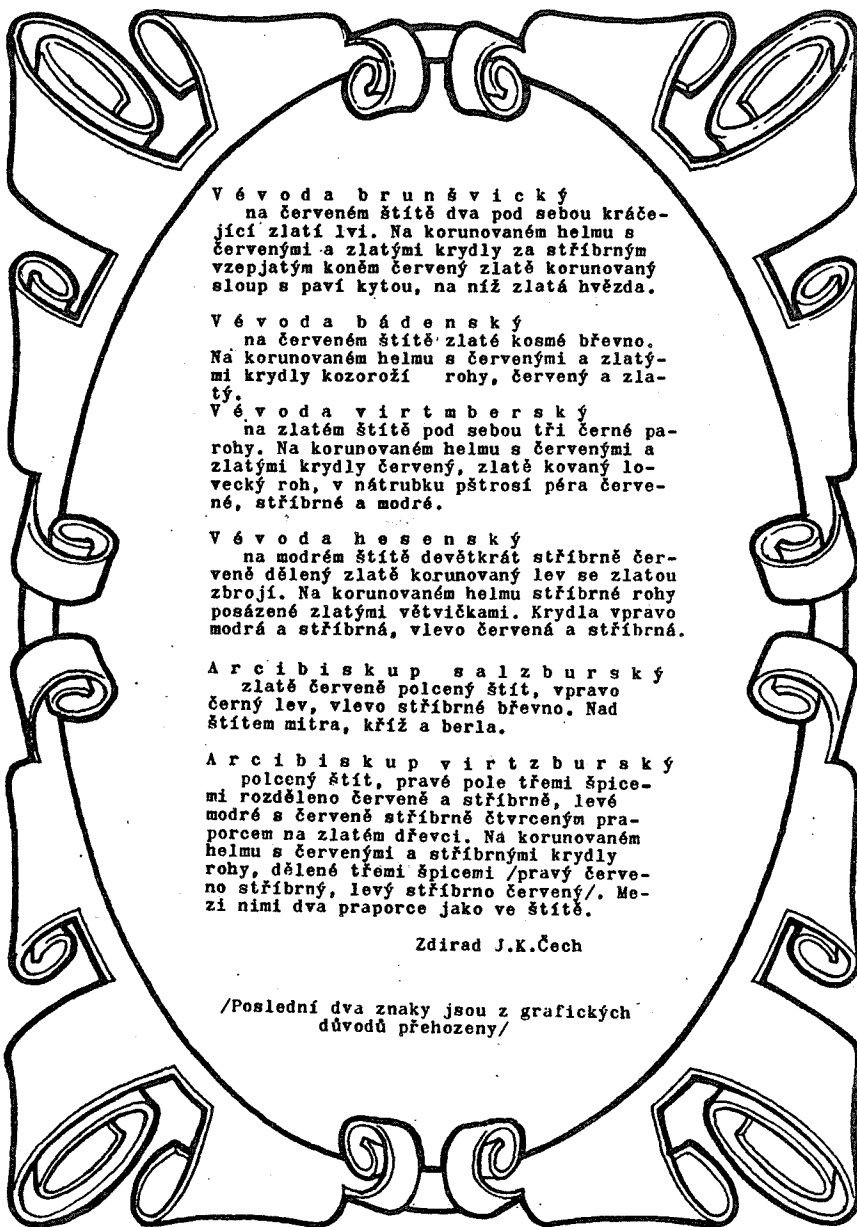 V é v o d a  b r u n š v i c k ý
na červeném štítě dva pod sebou kráče-
jící zlatí lvi. Na korunovaném helmu s
červenými a zlatými krydly za stříbrným
vzepjatým koněm červený zlatě korunovaný
sloup s paví kytou, na níž zlatá hvězda.
V é v o d a  b á d e n s k ý
na červeném štítě zlaté kosmé břevno.
Na korunovaném helmu s červenými a zlatý-
mi krydly kozoroží rohy, červený a zla-
tý.
V é v o d a  v i r t m b e r s k ý
na zlatém štítě pod sebou tři černé pa-
rohy. Na korunovaném helmu s červenými a
zlatými krydly červený, zlatě kovaný lo-
vecký roh, v nátrubku pštrosí péra červe-
né, stříbrné a modré.
V é v o d a  h e s e n s k ý
na modrém štítě devětkrát stříbrně čer-
veně dělený zlatě korunovaný lev se zlatou
zbrojí. Na korunovaném helmu stříbrné rohy
posázené zlatými větvičkami. Krydla vpravo
modrá a stříbrná, vlevo červená a stříbrná.
A r c i b i s k u p  s a l z b u r s k ý
zlatě červeně polcený štít, vpravo
černý lev, vlevo stříbrné břevno. Nad
štítem mitra, kříž a berla.
A r c i b i s k u p  v i r t z b u r s k ý
polcený štít, pravé pole třemi špice-
mi rozděleno červeně a stříbrně, levé
modré s červeně stříbrně čtvrceným pra-
porcem na zlatém dřevci. Na korunovaném
helmu s červenými a stříbrnými krydly
rohy, dělené třemi špicemi /pravý červe-
no stříbrný, levý stříbrno červený/. Me-
zi nimi dva praporce jako ve štítě.
Zdirad J.K.Čech
/Poslední dva znaky jsou z grafických
důvodů přehozeny/